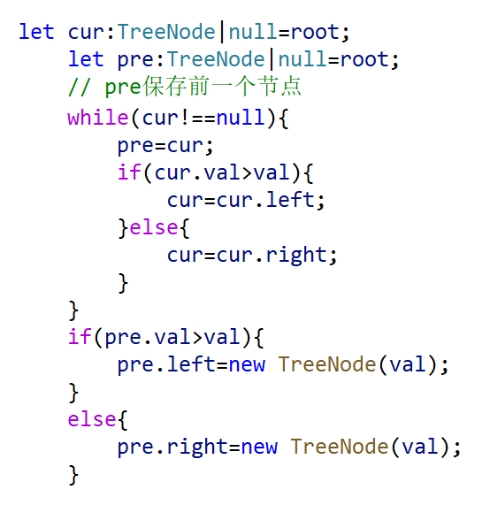 let cur:TreeNode|null=root;
    let pre:TreeNode|null=root;
    // pre保存前一个节点
    while(cur!==null){
        pre=cur;
        if(cur.val>val){
            cur=cur.left;
        }else{
            cur=cur.right;
        }
    }
    if(pre.val>val){
        pre.left=new TreeNode(val);
    }
    else{
        pre.right=new TreeNode(val);
    }